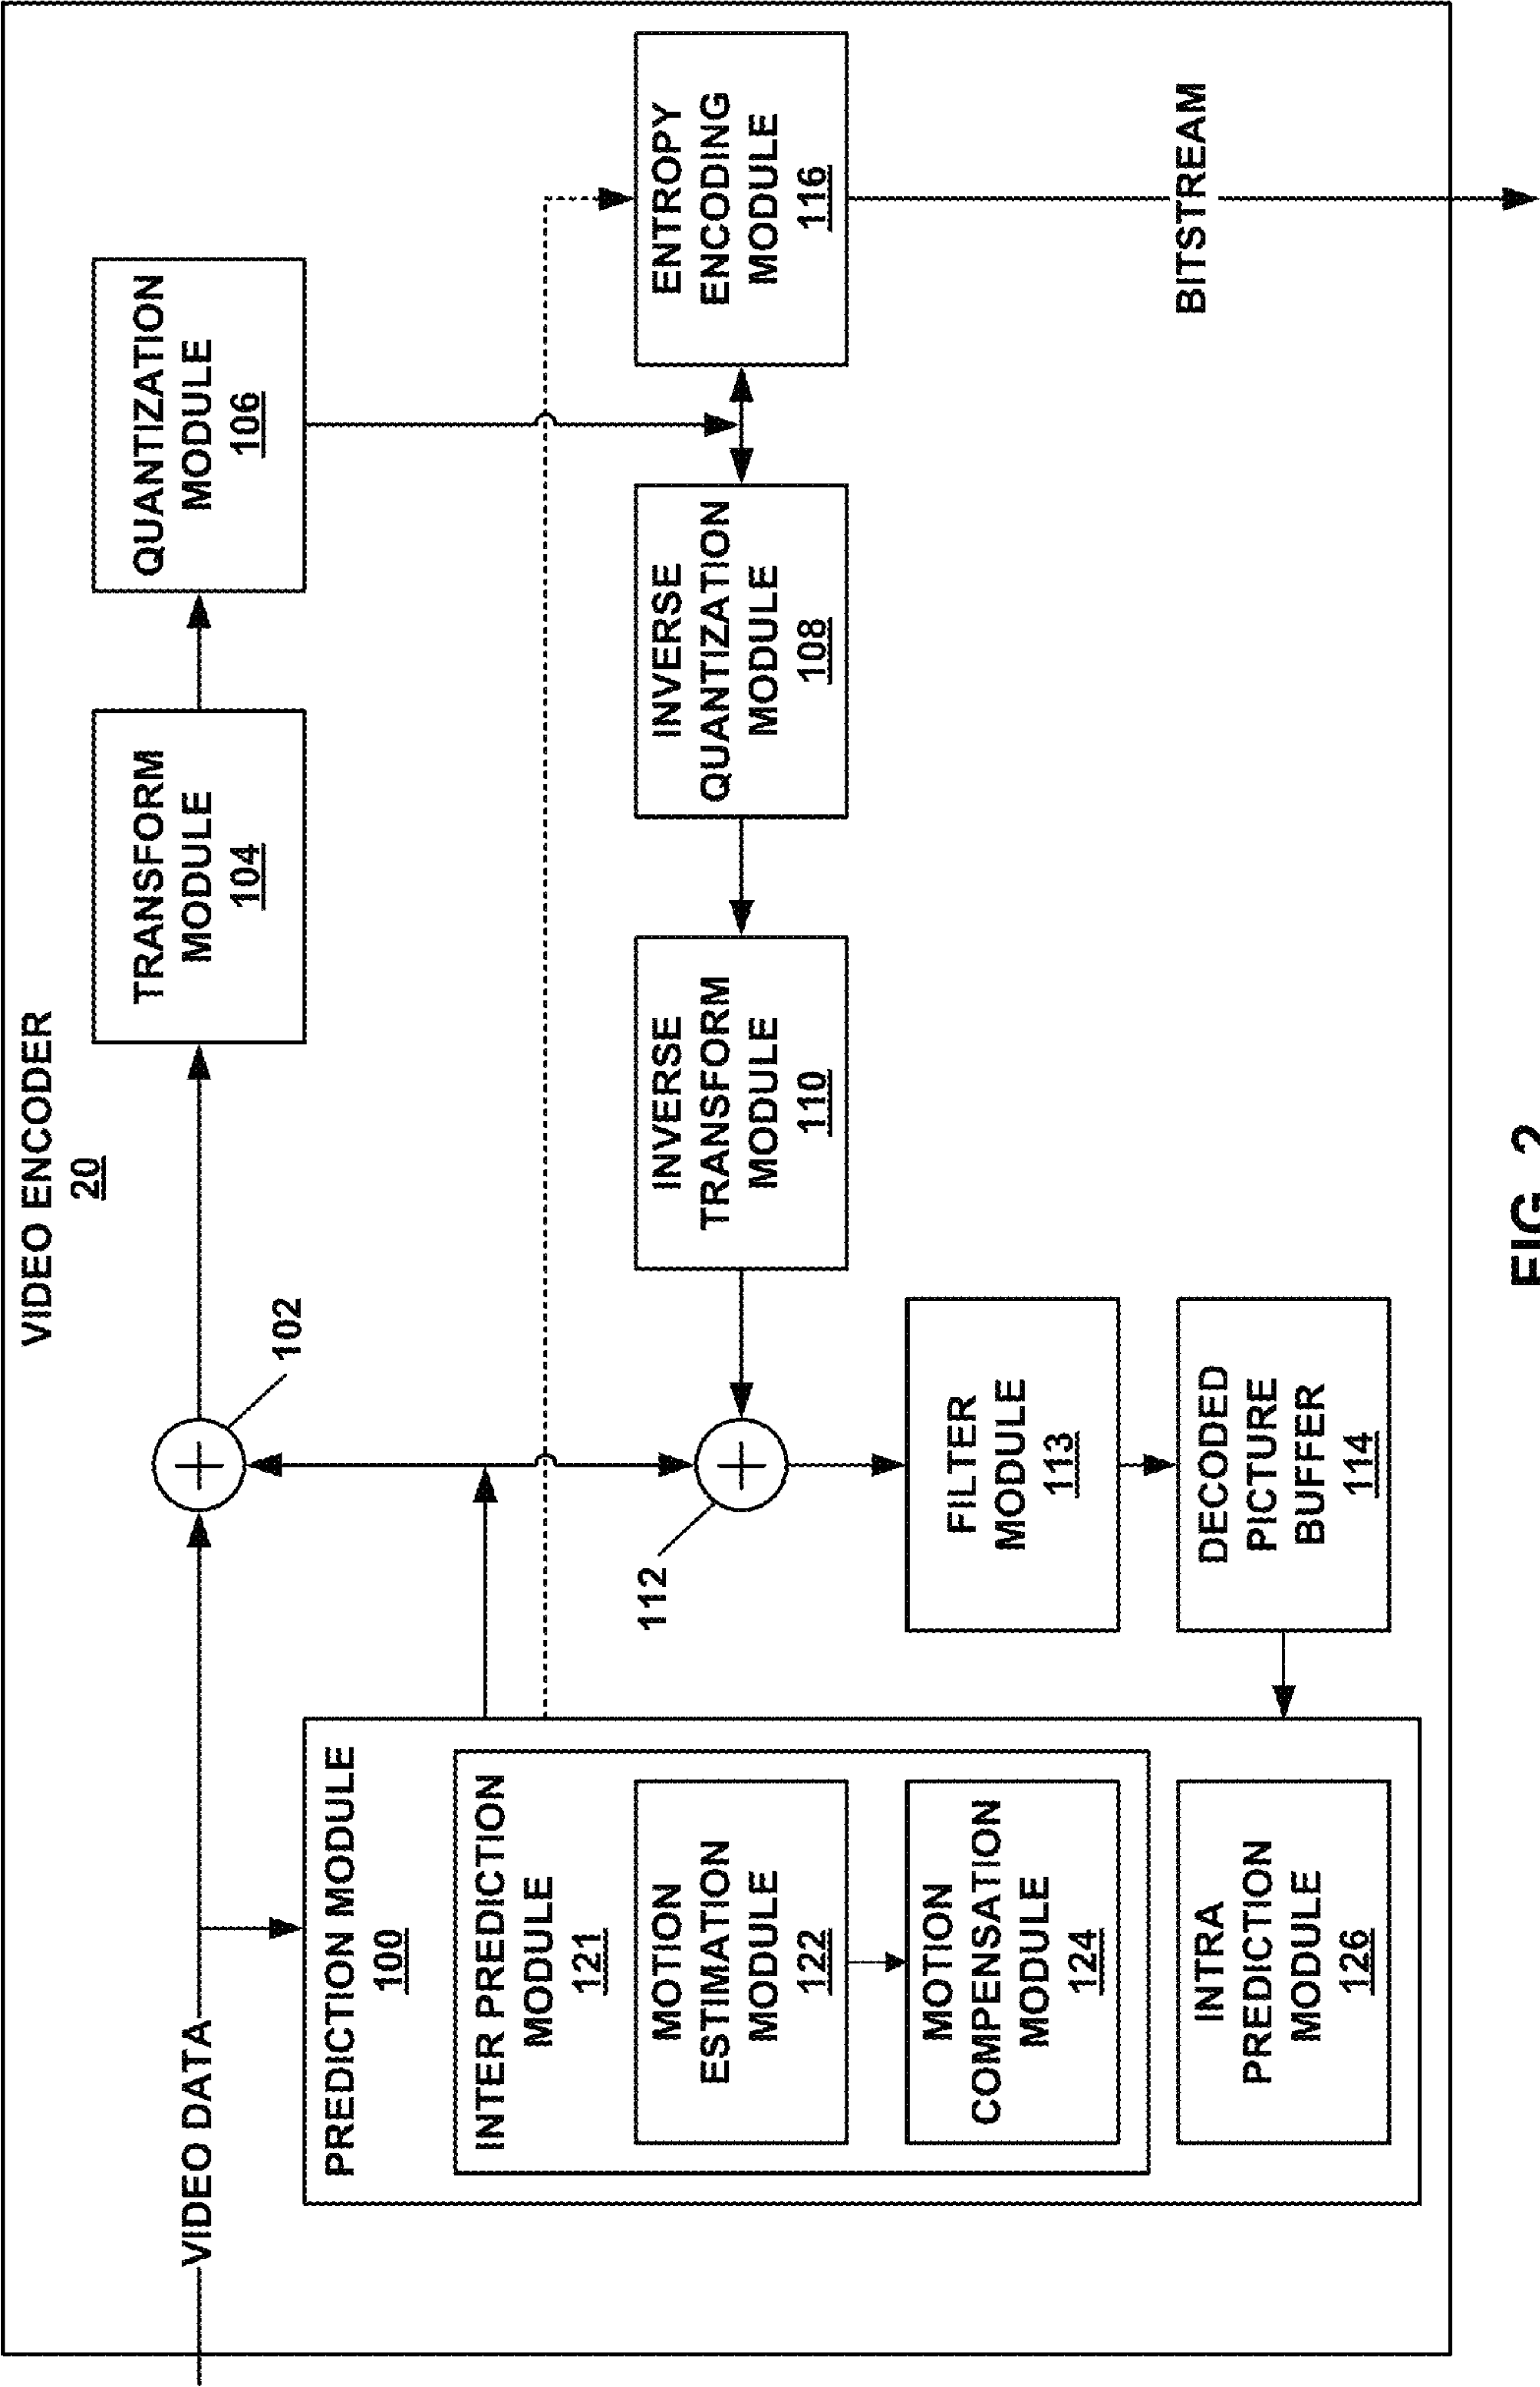 VIDEO ENCODER
20
VIDEO DATA
102
TRANSFORM
MODULE
104
QUANTIZATION
MODULE
106
PREDICTION MODULE
100
INTER PREDICTION
MODULE
121
MOTION
ESTIMATION
MODULE
122
MOTION
COMPENSATION
MODULE
124
INTRA
PREDICTION
MODULE
126
112
INVERSE
TRANSFORM
MODULE
110
INVERSE
QUANTIZATION
MODULE
108
ENTROPY
ENCODING
MODULE
116
FILTER
MODULE
113
DECODED
PICTURE
BUFFER
114
BITSTREAM
FIG. 2